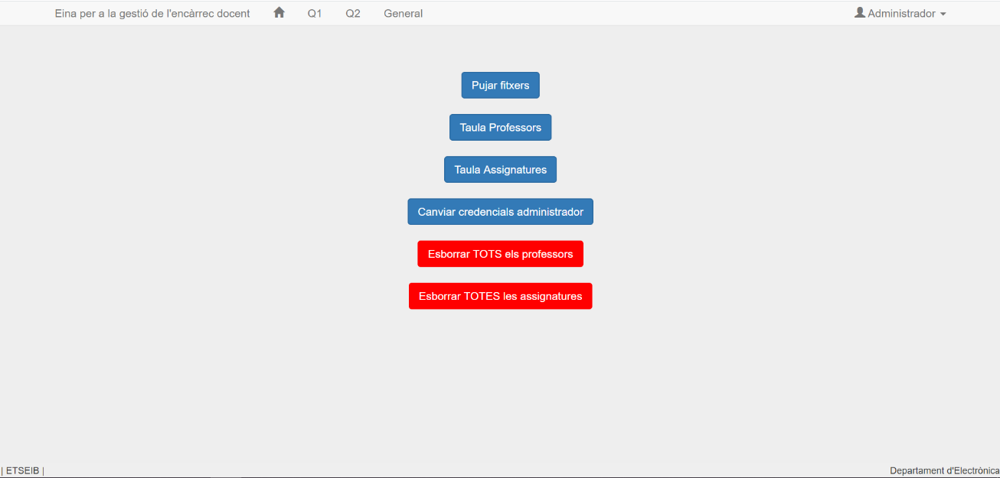 Eina per a la gestió de l'encàrrec docent Q1 Q2 General Administrador
Pujar fitxers
Taula Professors
Taula Assignatures
Canviar credencials administrador
Esborrar TOTS els professors
Esborrar TOTES les assignatures
| ETSEIB | Departament d'Electrònica